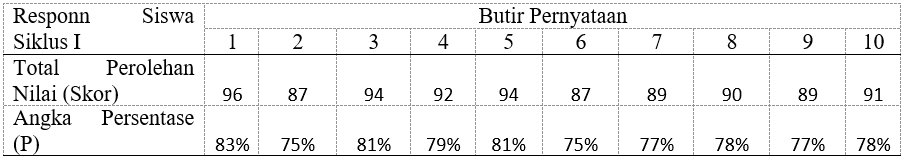 Responn Siswa Butir Pernyataan
Siklus I 1 2 3 4 5 6 7 8 9 10
Total Perolehan
Nilai (Skor) 96 87 94 92 94 87 89 90 89 91
Angka Persentase
(P) 83% 75% 81% 79% 81% 75% 77% 78% 77% 78%